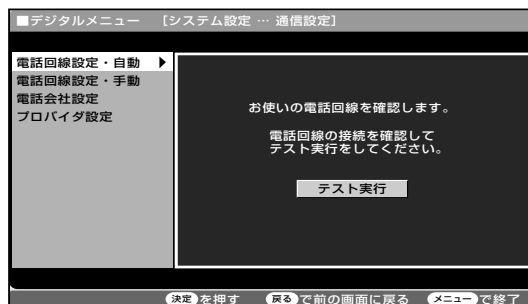 ■デジタルメニュー [システム設定 … 通信設定]
電話回線設定・自動 ▶
電話回線設定・手動
電話会社設定
プロバイダ設定
お使いの電話回線を確認します。
電話回線の接続を確認して
テスト実行をしてください。
テスト実行
決定を押す 戻るで前の画面に戻る メニューで終了